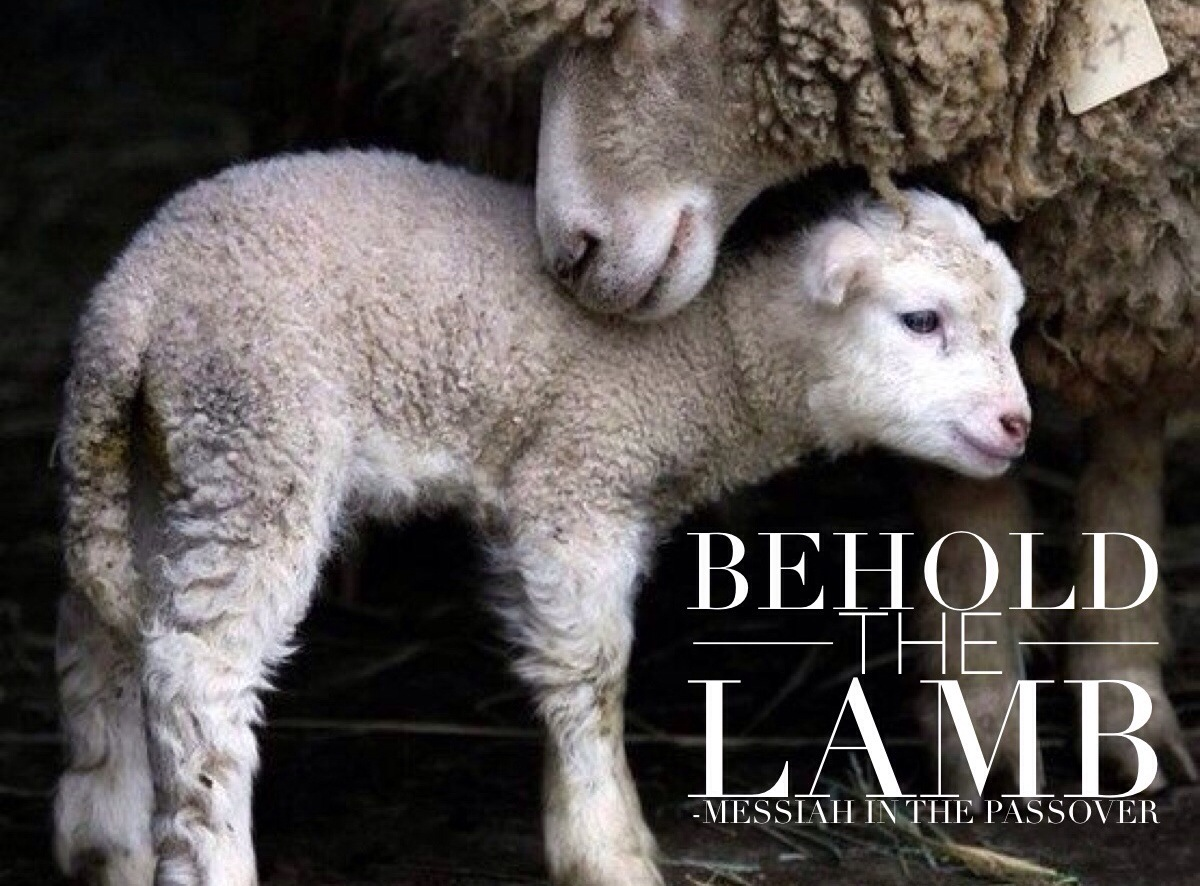 BEHOLD
THE
LAMB
-MESSIAH IN THE PASSOVER